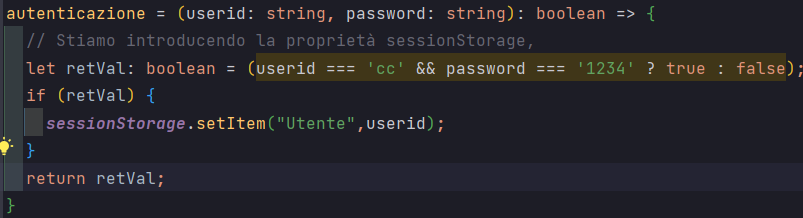 autenticazione = (userid: string, password: string): boolean => {
// Stiamo introducendo la proprietà sessionStorage,
let retVal: boolean = (userid === 'cc' && password === '1234' ? true : false);
if (retVal) {
sessionStorage.setItem("Utente",userid);
}
return retVal;
}